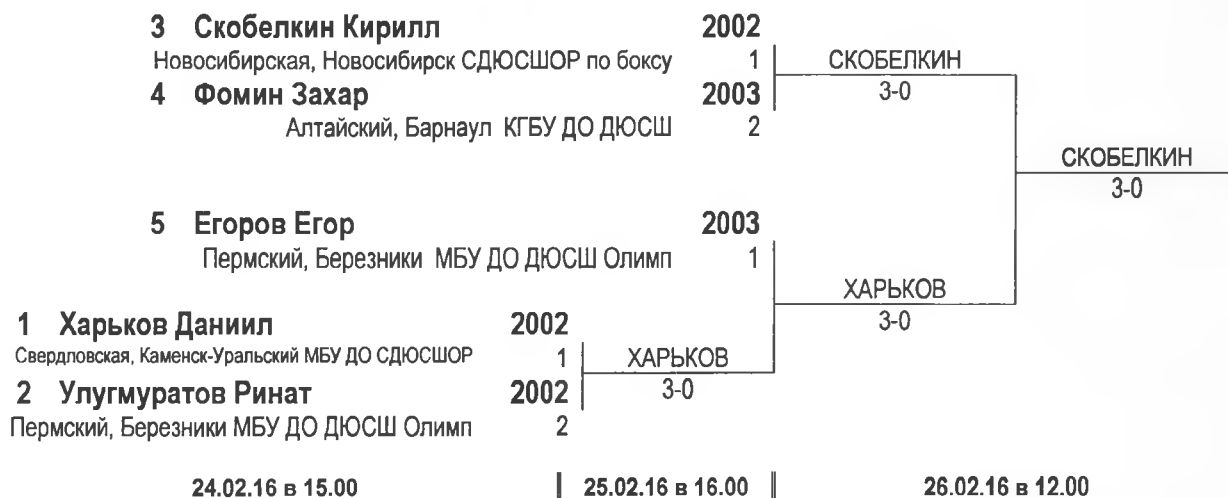 3 Скобелкин Кирилл 2002
Новосибирская, Новосибирск СДЮСШОР по боксу 1
СКОБЕЛКИН
4 Фомин Захар 2003
3-0
Алтайский, Барнаул КГБУ ДО ДЮСШ 2
СКОБЕЛКИН
3-0
5 Егоров Егор 2003
Пермский, Березники МБУ ДО ДЮСШ Олимп 1
ХАРЬКОВ
3-0
1 Харьков Даниил 2002
Свердловская, Каменск-Уральский МБУ ДО СДЮСШОР 1
ХАРЬКОВ
2 Улугмуратов Ринат 2002
3-0
Пермский, Березники МБУ ДО ДЮСШ Олимп 2
24.02.16 в 15.00 25.02.16 в 16.00 26.02.16 в 12.00